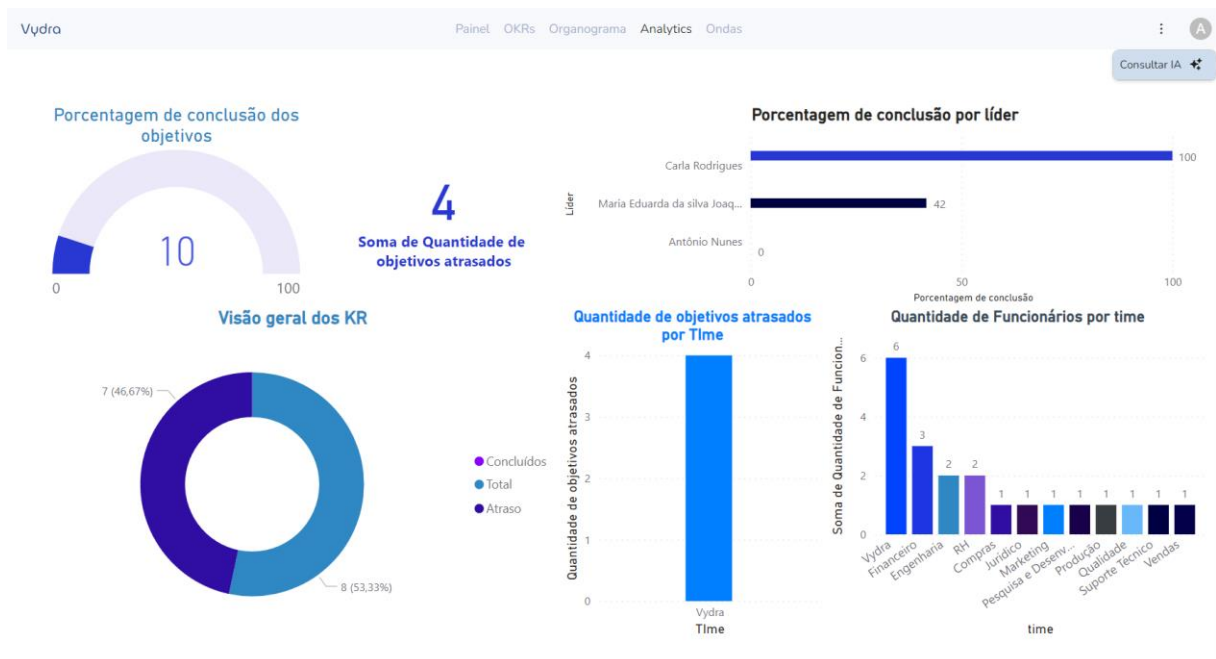 Vydra
Painel OKRs Organograma Analytics Ondas
A
Consultar IA
Porcentagem de conclusão dos
objetivos
10
0
100
4
Soma de Quantidade de
objetivos atrasados
Porcentagem de conclusão por líder
Líder
Carla Rodrigues
100
Maria Eduarda da silva Joaq...
42
Antônio Nunes
0
0
50
100
Porcentagem de conclusão
Visão geral dos KR
7 (46,67%)
8 (53,33%)
Concluídos
Total
Atraso
Quantidade de objetivos atrasados
por TIme
Quantidade de objetivos atrasados
4
3
2
1
0
Vydra
TIme
Quantidade de Funcionários por time
Soma de Quantidade de Funcion...
6
4
2
0
6
3
2
2
1
1
1
1
1
1
1
1
Vydra
Financeiro
Engenharia
RH
Compras
Jurídico
Marketing
Pesquisa e Desenv...
Produção
Qualidade
Suporte Técnico
Vendas
time